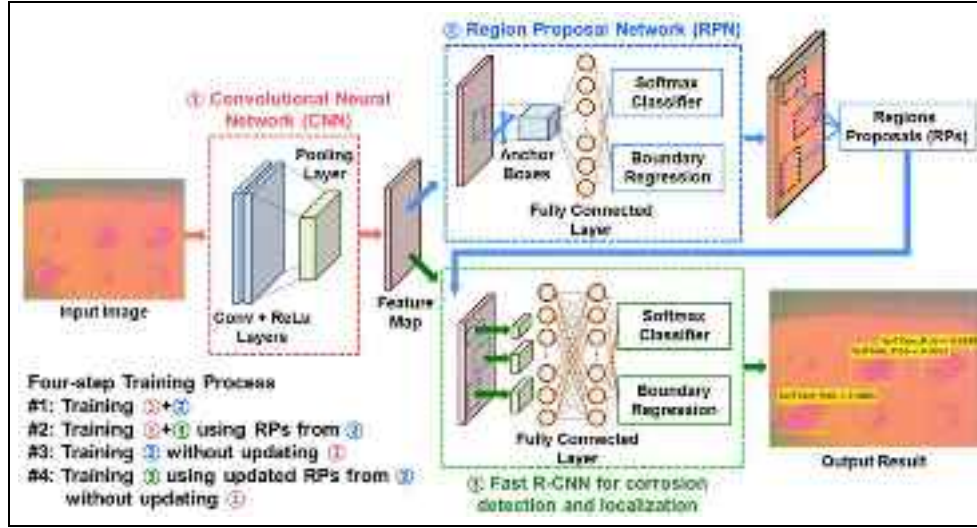 ② Region Proposal Network (RPN)
① Convolutional Neural
Network (CNN)
Softmax
Classifier
Regions
Proposals (RPs)
Pooling
Layer
Anchor
Boxes
Boundary
Regression
Fully Connected
Layer
Input Image
Conv + ReLu
Layers
Feature
Map
Softmax
Classifier
Boundary
Regression
Fully Connected
Layer
Output Result
Four-step Training Process
#1: Training ①+②
#2: Training ①+③ using RPs from ②
#3: Training ② without updating ①
#4: Training ③ using updated RPs from ②
without updating ①
③ Fast R-CNN for corrosion
detection and localization